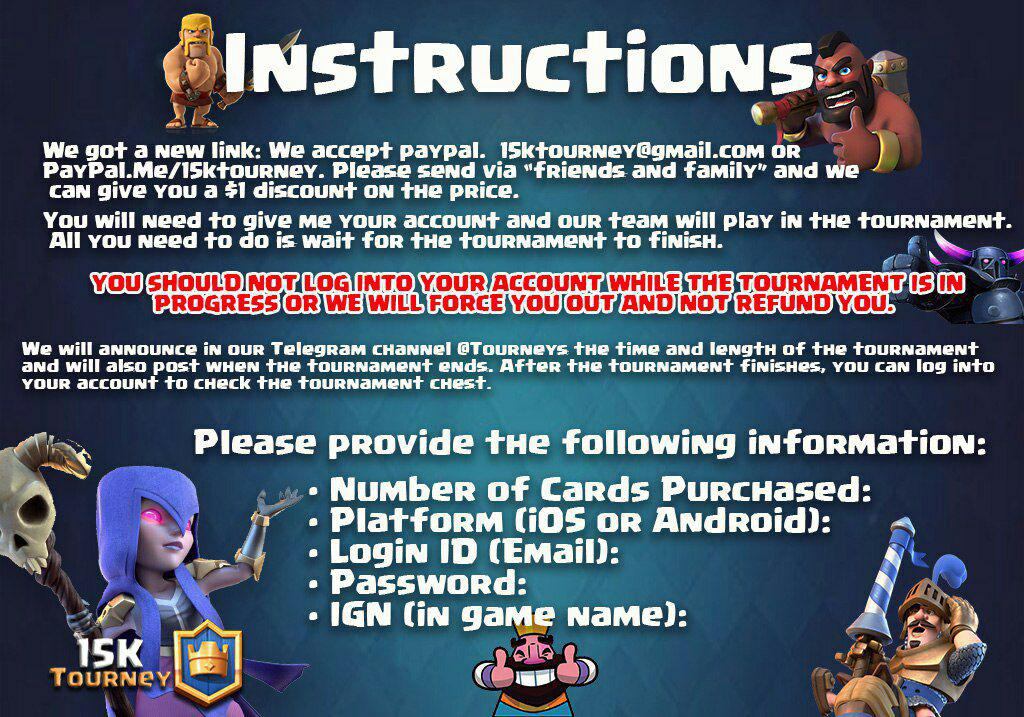 Instructions
We got a new link: We accept paypal. 15ktourney@gmail.com or
PayPal.Me/15ktourney. Please send via "friends and family" and we
can give you a $1 discount on the price.
You will need to give me your account and our team will play in the tournament.
All you need to do is wait for the tournament to finish.
YOU SHOULD NOT LOG INTO YOUR ACCOUNT WHILE THE TOURNAMENT IS IN
PROGRESS OR WE WILL FORCE YOU OUT AND NOT REFUND YOU.
We will announce in our Telegram channel @Tourneys the time and length of the tournament
and will also post when the tournament ends. After the tournament finishes, you can log into
your account to check the tournament chest.
Please provide the following information:
• Number of Cards Purchased:
• Platform (iOS or Android):
• Login ID (Email):
• Password:
• IGN (in game name):
15K
Tourney